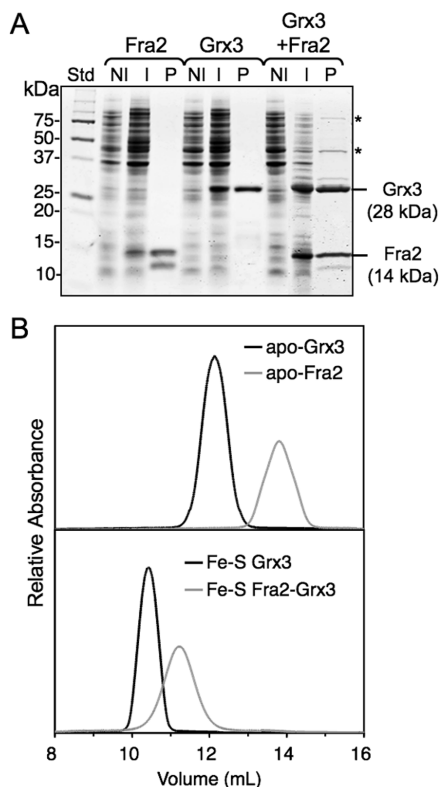 A
Fra2 Grx3 Grx3 +Fra2
Std NI I P NI I P NI I P
kDa
75-
50-
37-
25-
20-
15-
10-
*
*
Grx3
(28 kDa)
Fra2
(14 kDa)
B
apo-Grx3
apo-Fra2
Fe-S Grx3
Fe-S Fra2-Grx3
Relative Absorbance
8 10 12 14 16
Volume (mL)